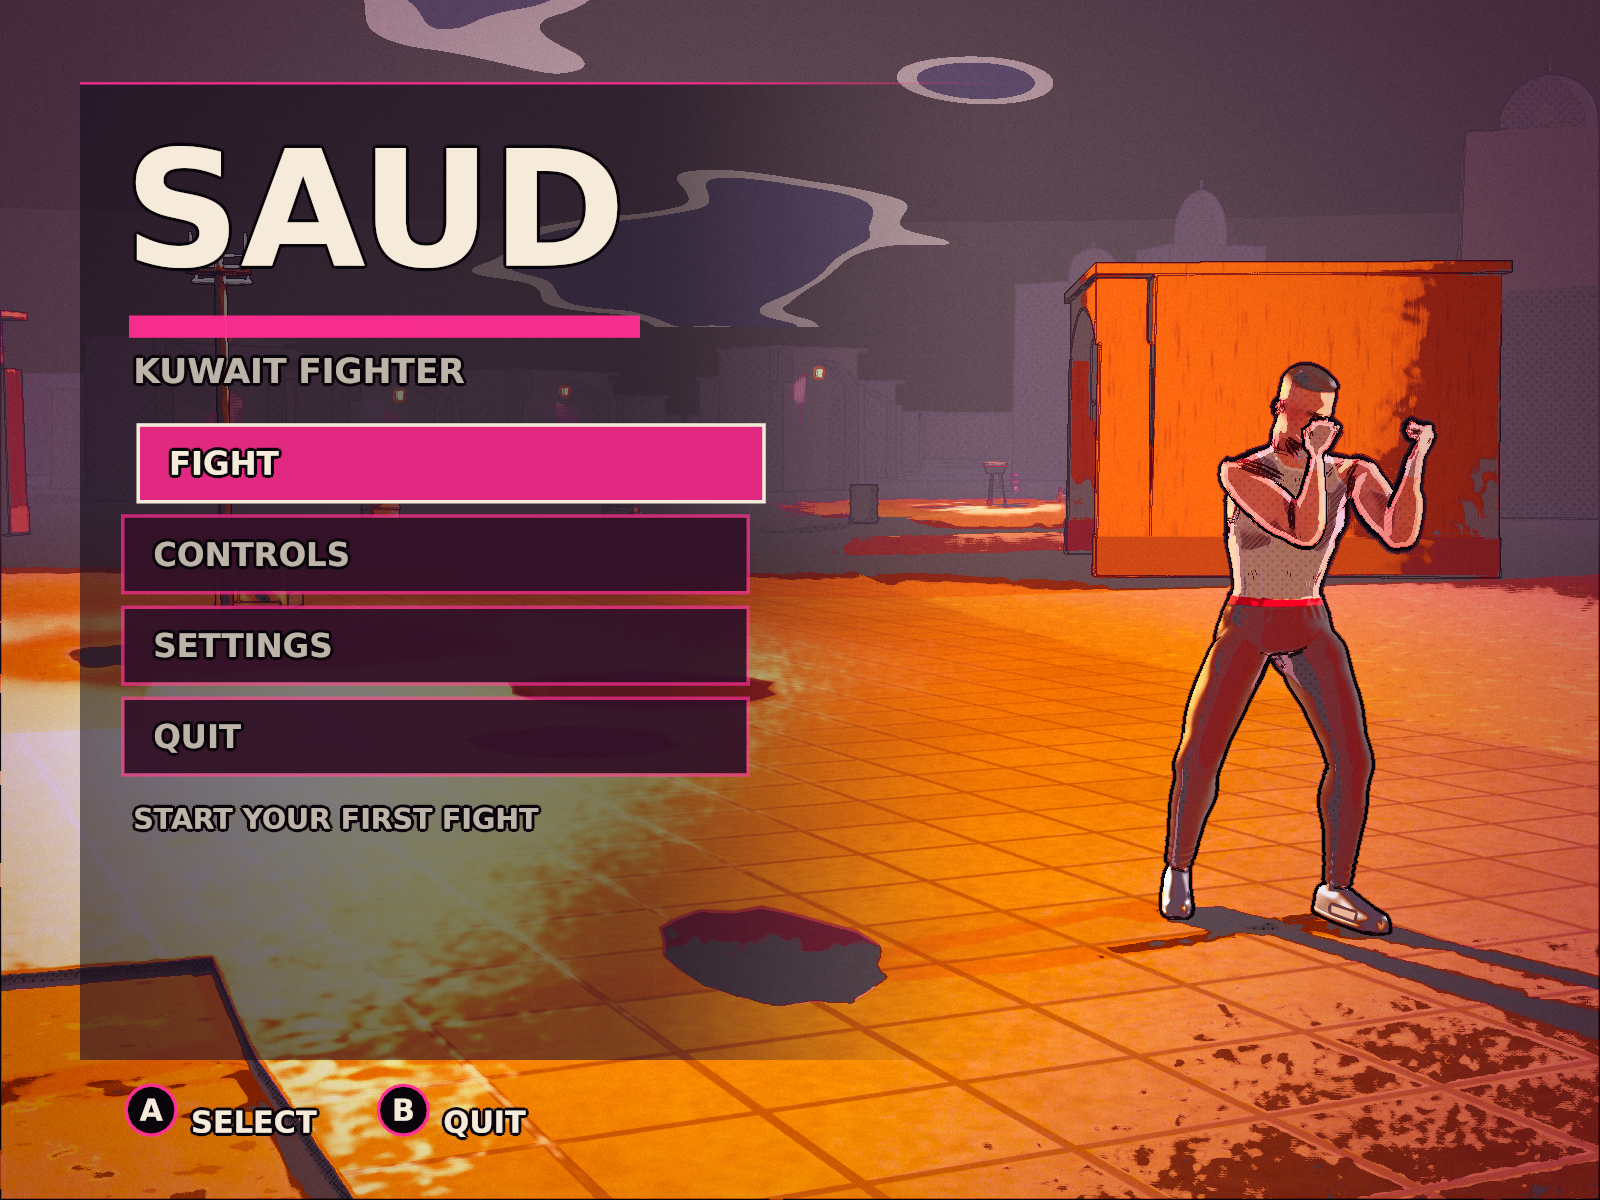 SAUD
KUWAIT FIGHTER
FIGHT
CONTROLS
SETTINGS
QUIT
START YOUR FIRST FIGHT
A SELECT B QUIT